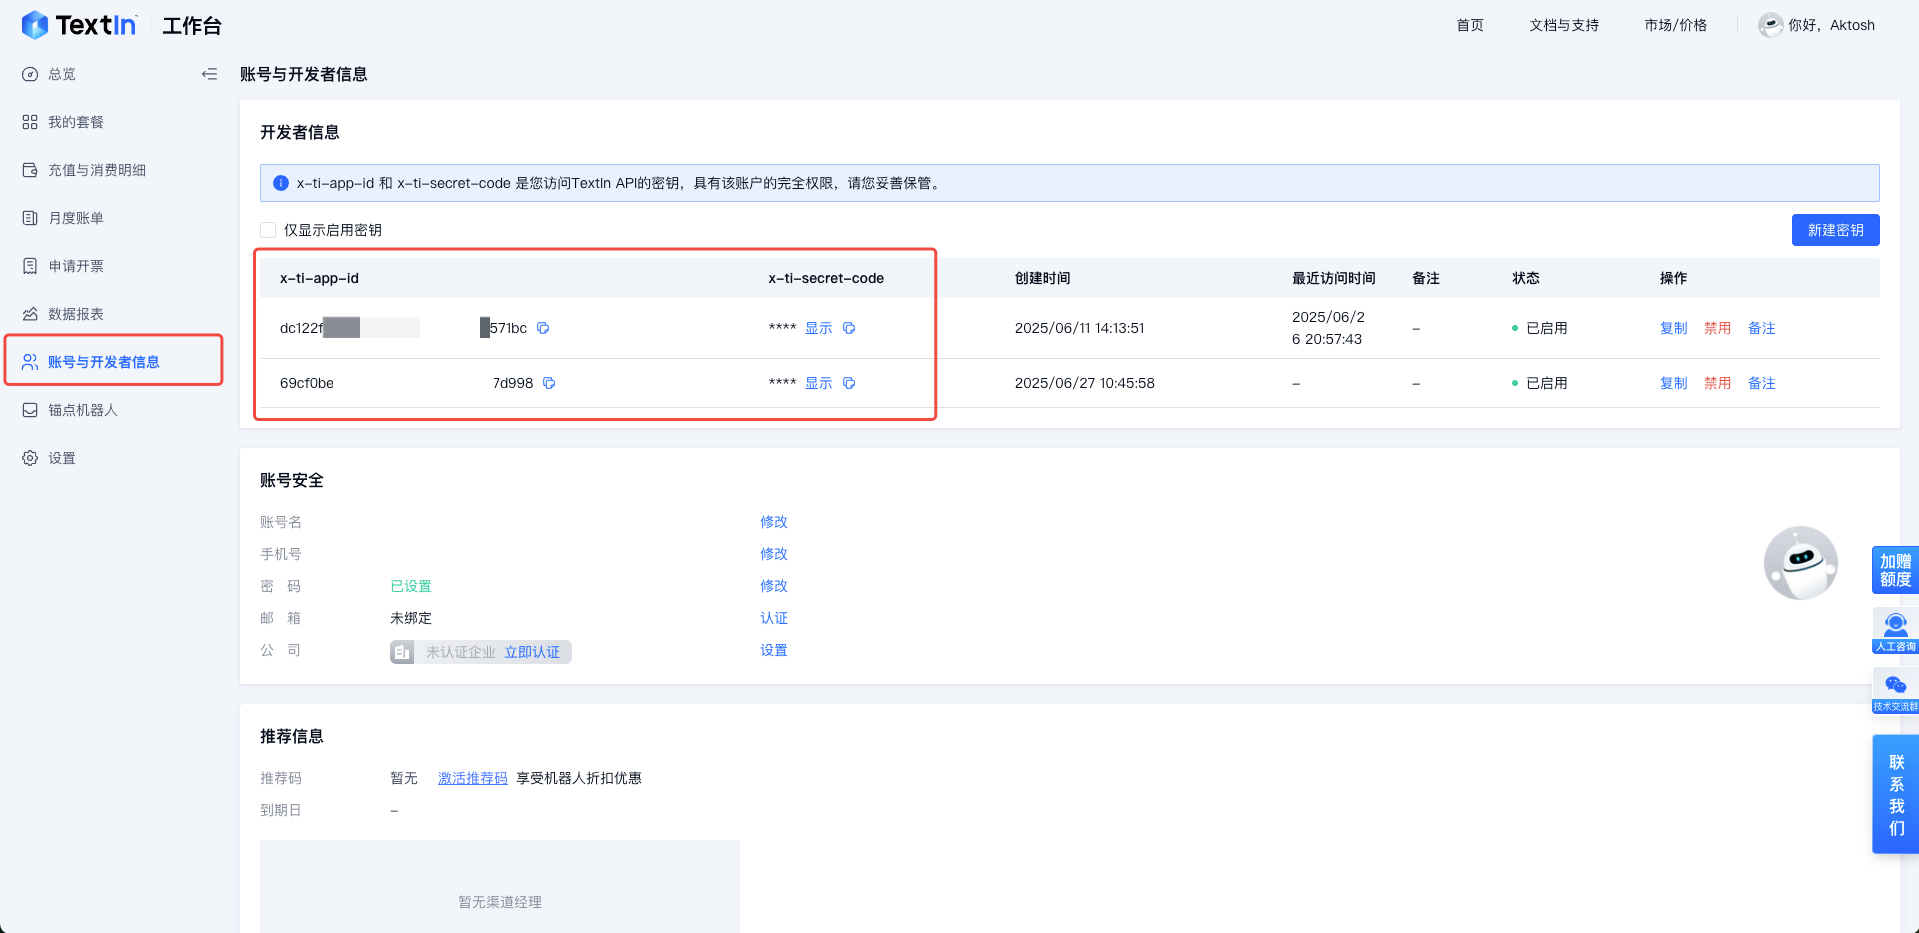 TextIn 工作台
首页 文档与支持 市场/价格 你好，Aktosh
总览
我的套餐
充值与消费明细
月度账单
申请开票
数据报表
账号与开发者信息
锚点机器人
设置
账号与开发者信息
开发者信息
x-ti-app-id 和 x-ti-secret-code 是您访问TextIn API的密钥，具有该账户的完全权限，请您妥善保管。
仅显示启用密钥 新建密钥
x-ti-app-id x-ti-secret-code 创建时间 最近访问时间 备注 状态 操作
dc122f 571bc **** 显示 2025/06/11 14:13:51 2025/06/2 – 已启用 复制 禁用 备注
6 20:57:43
69cf0be 7d998 **** 显示 2025/06/27 10:45:58 – – 已启用 复制 禁用 备注
账号安全
账号名 修改
手机号 修改
密 码 已设置 修改
邮 箱 未绑定 认证
公 司 未认证企业 立即认证 设置
推荐信息
推荐码 暂无 激活推荐码 享受机器人折扣优惠
到期日 –
暂无渠道经理
加赠
额度
人工咨询
技术交流群
联
系
我
们